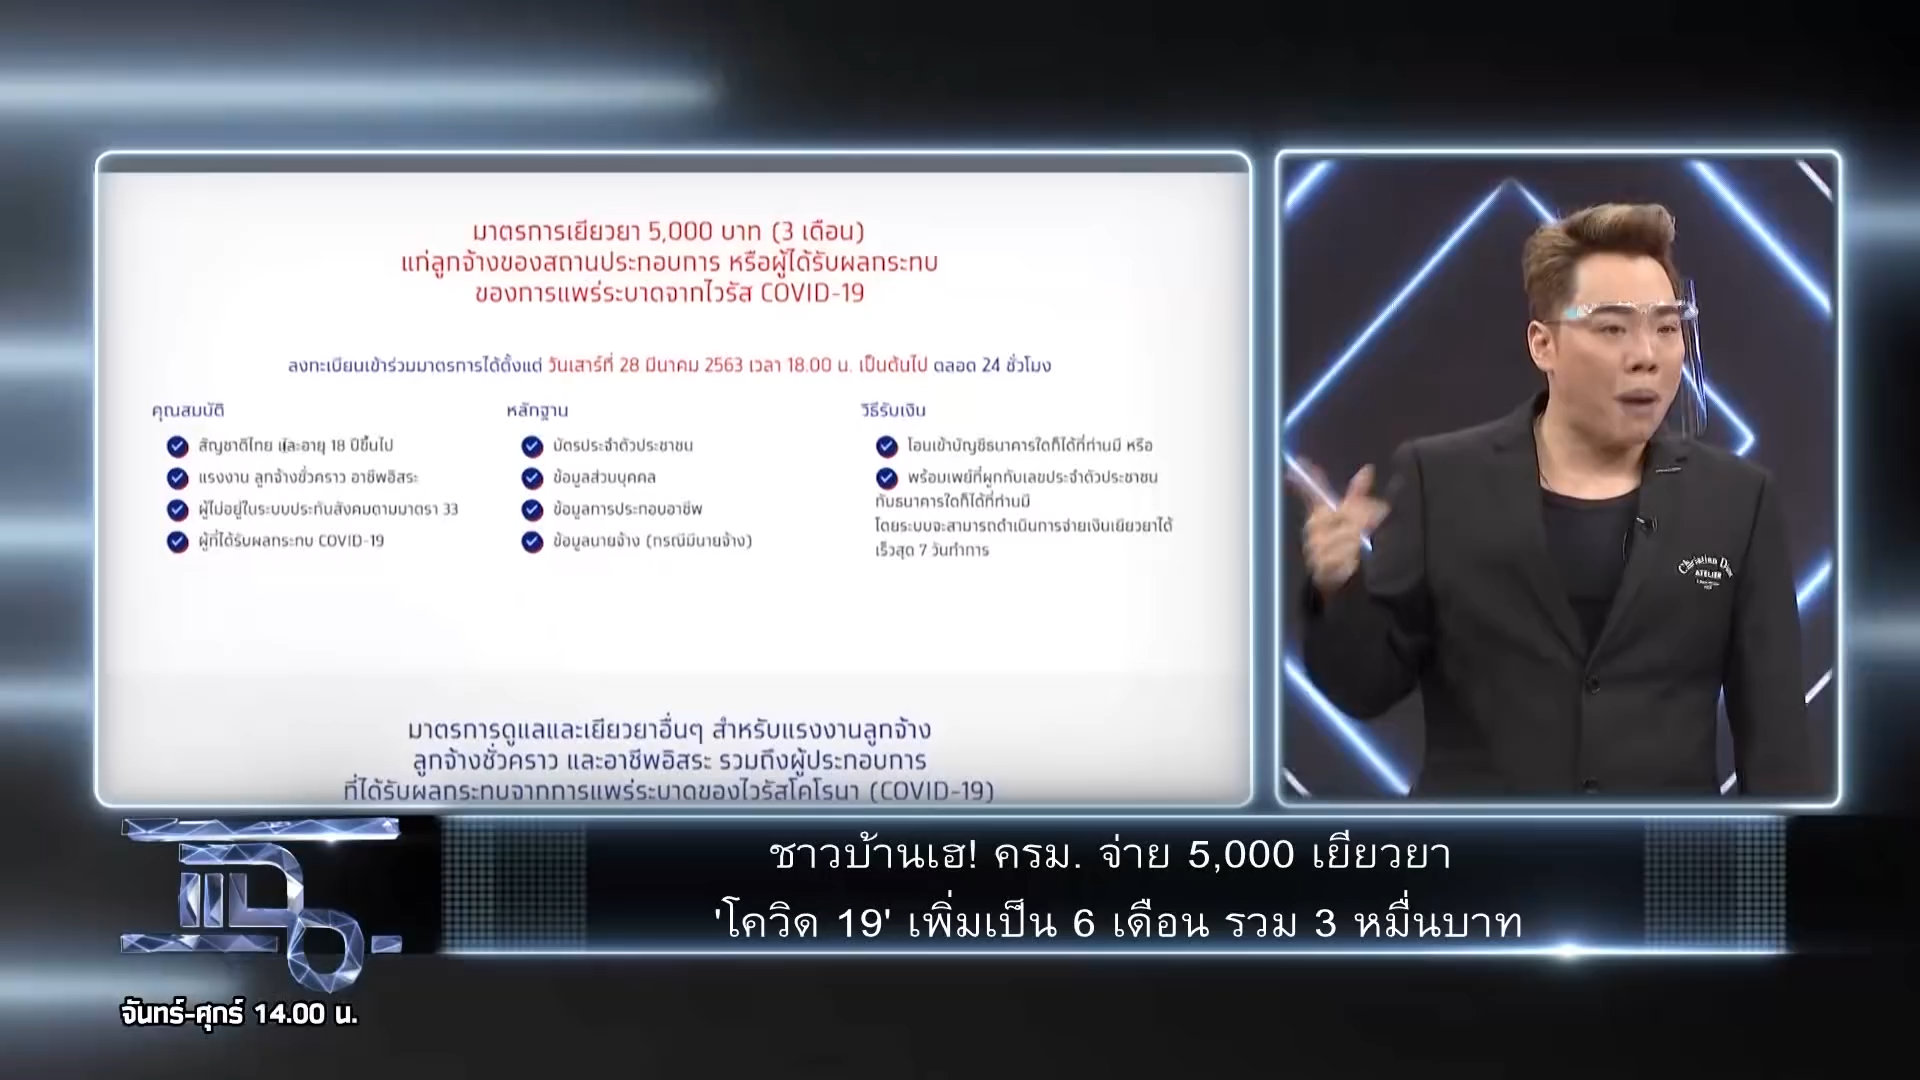 มาตรการเยียวยา 5,000 บาท (3 เดือน)
แก่ลูกจ้างของสถานประกอบการ หรือผู้ได้รับผลกระทบ
ของการแพร่ระบาดจากไวรัส COVID-19
ลงทะเบียนเข้าร่วมมาตรการได้ตั้งแต่ วันเสาร์ที่ 28 มีนาคม 2563 เวลา 18.00 น. เป็นต้นไป ตลอด 24 ชั่วโมง
คุณสมบัติ
สัญชาติไทย และอายุ 18 ปีขึ้นไป
แรงงาน ลูกจ้างชั่วคราว อาชีพอิสระ
ผู้ไม่อยู่ในระบบประกันสังคมตามมาตรา 33
ผู้ที่ได้รับผลกระทบ COVID-19
หลักฐาน
บัตรประจำตัวประชาชน
ข้อมูลส่วนบุคคล
ข้อมูลการประกอบอาชีพ
ข้อมูลนายจ้าง (กรณีมีนายจ้าง)
วิธีรับเงิน
โอนเข้าบัญชีธนาคารใดก็ได้ที่ท่านมี หรือ
พร้อมเพย์ที่ผูกกับเลขประจำตัวประชาชน
กับธนาคารใดก็ได้ที่ท่านมี
โดยระบบจะสามารถดำเนินการจ่ายเงินเยียวยาได้
เร็วสุด 7 วันทำการ
มาตรการดูแลและเยียวยาอื่นๆ สำหรับแรงงานลูกจ้าง
ลูกจ้างชั่วคราว และอาชีพอิสระ รวมถึงผู้ประกอบการ
ที่ได้รับผลกระทบจากการแพร่ระบาดของไวรัสโคโรนา (COVID-19)
Christian Dior
ATELIER
ชาวบ้านเฮ! ครม. จ่าย 5,000 เยียวยา
'โควิด 19' เพิ่มเป็น 6 เดือน รวม 3 หมื่นบาท
แฉ
จันทร์-ศุกร์ 14.00 น.